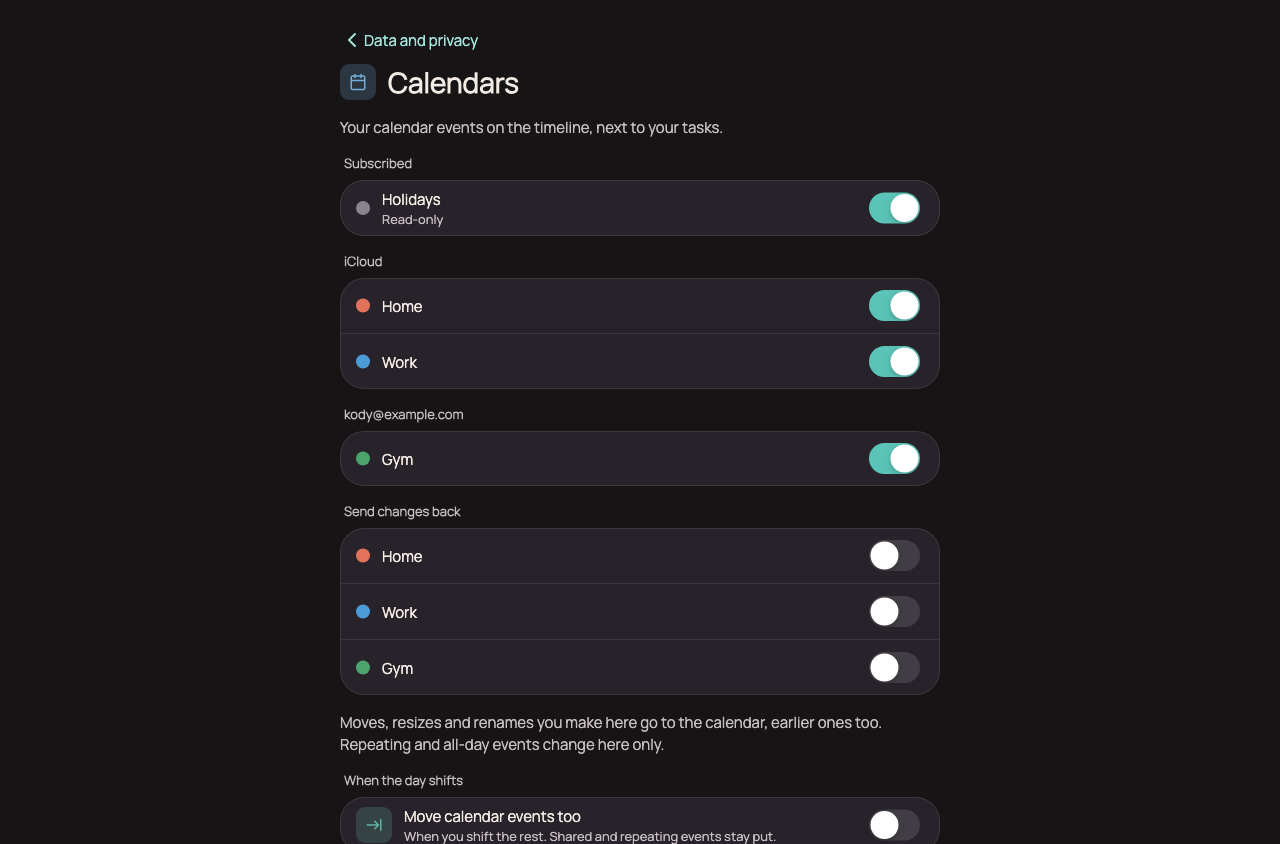 Data and privacy
Calendars
Your calendar events on the timeline, next to your tasks.
Subscribed
Holidays
Read-only
iCloud
Home
Work
kody@example.com
Gym
Send changes back
Home
Work
Gym
Moves, resizes and renames you make here go to the calendar, earlier ones too.
Repeating and all-day events change here only.
When the day shifts
Move calendar events too
When you shift the rest. Shared and repeating events stay put.